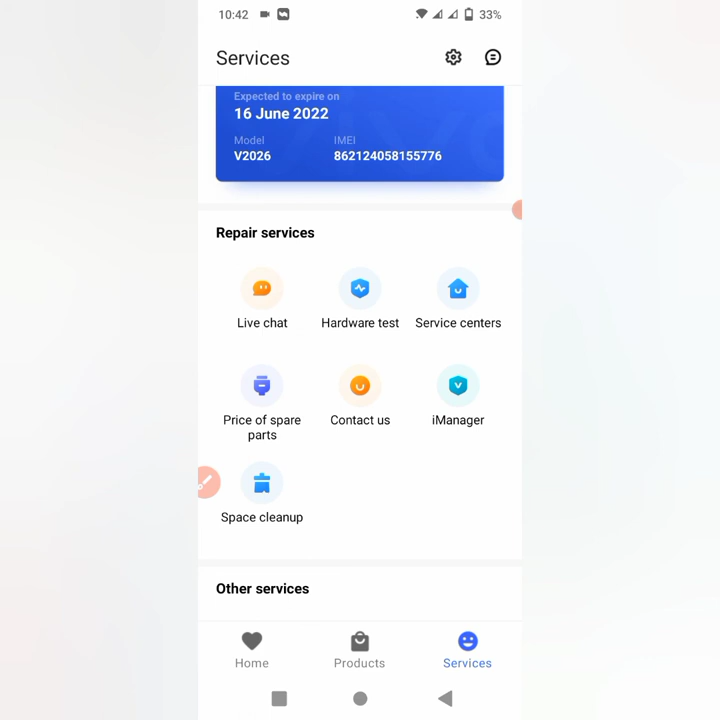 10:42
33%
Services
Expected to expire on
16 June 2022
Model IMEI
V2026 862124058155776
Repair services
Live chat Hardware test Service centers
Price of spare parts Contact us iManager
Space cleanup
Other services
Home Products Services